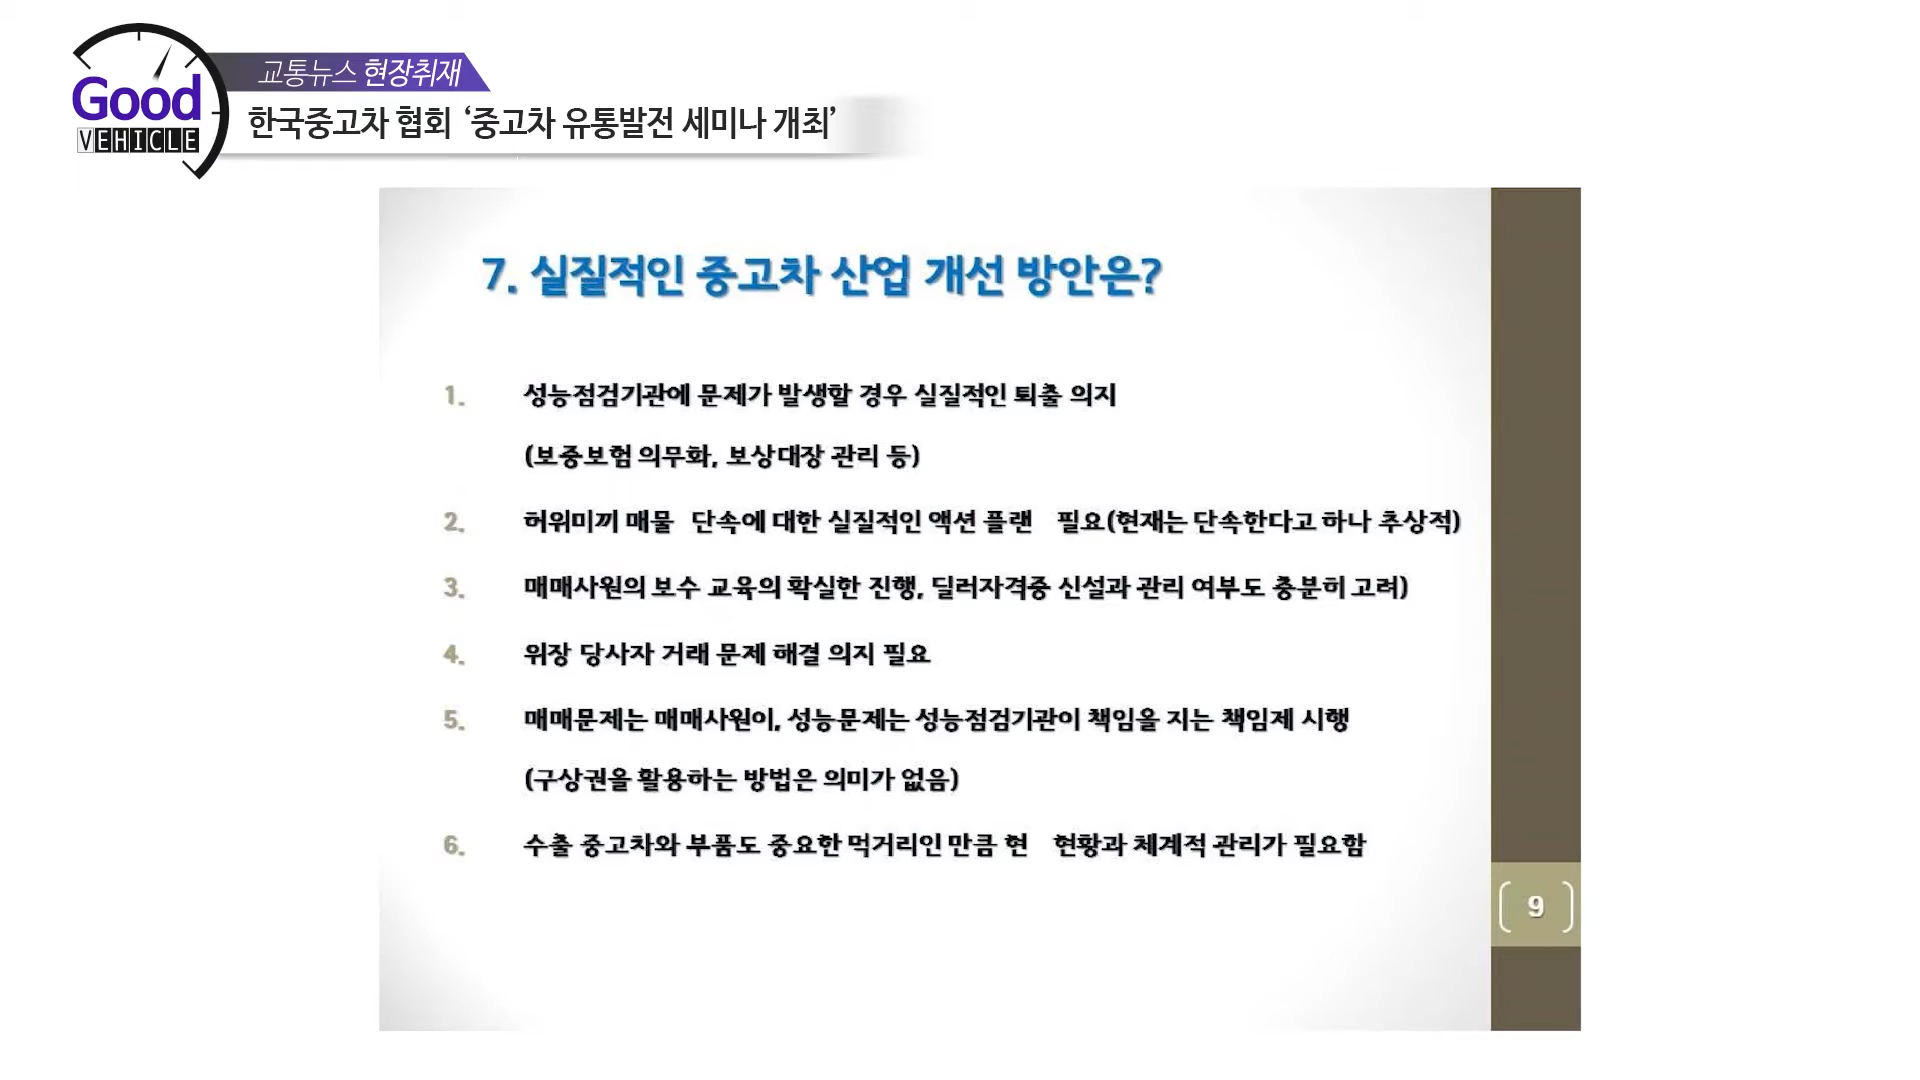 Good
VEHICLE
교통뉴스 현장취재
한국중고차 협회 ‘중고차 유통발전 세미나 개최’
7. 실질적인 중고차 산업 개선 방안은?
1. 성능점검기관에 문제가 발생할 경우 실질적인 퇴출 의지
(보증보험 의무화, 보상대장 관리 등)
2. 허위미끼 매물 단속에 대한 실질적인 액션 플랜 필요(현재는 단속한다고 하나 추상적)
3. 매매사원의 보수 교육의 확실한 진행, 딜러자격증 신설과 관리 여부도 충분히 고려)
4. 위장 당사자 거래 문제 해결 의지 필요
5. 매매문제는 매매사원이, 성능문제는 성능점검기관이 책임을 지는 책임제 시행
(구상권을 활용하는 방법은 의미가 없음)
6. 수출 중고차와 부품도 중요한 먹거리인 만큼 현 현황과 체계적 관리가 필요함
9